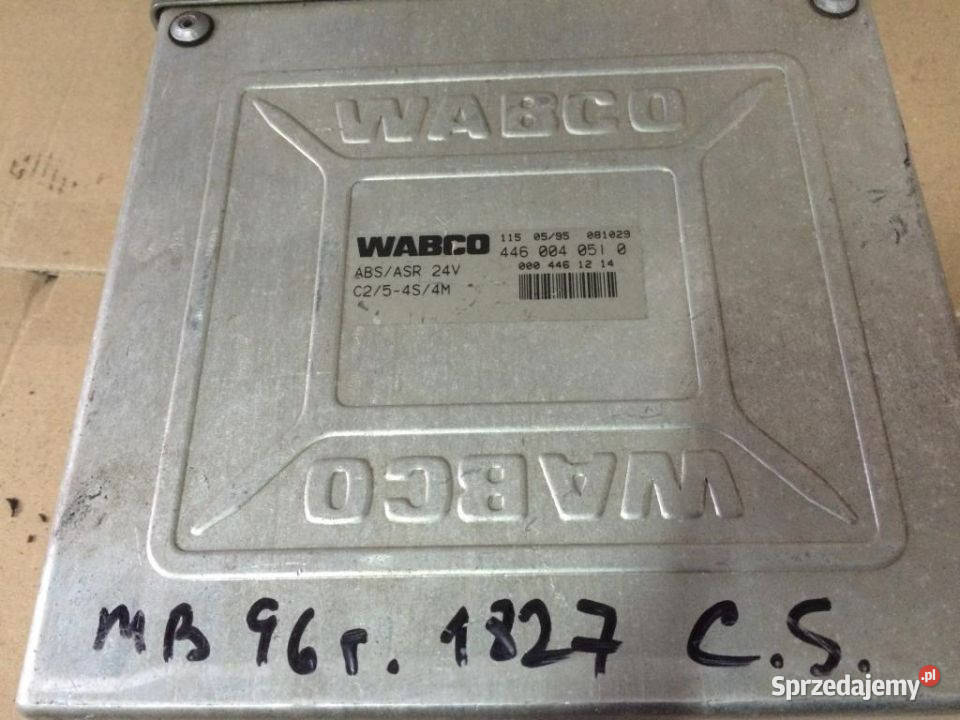 WABCO
WABCO 115 05/95 081029
446 004 051 0
ABS/ASR 24V 000 446 12 14
C2/5-4S/4M
WABCO
MB 96r. 1827 C.S.
Sprzedajemy.pl